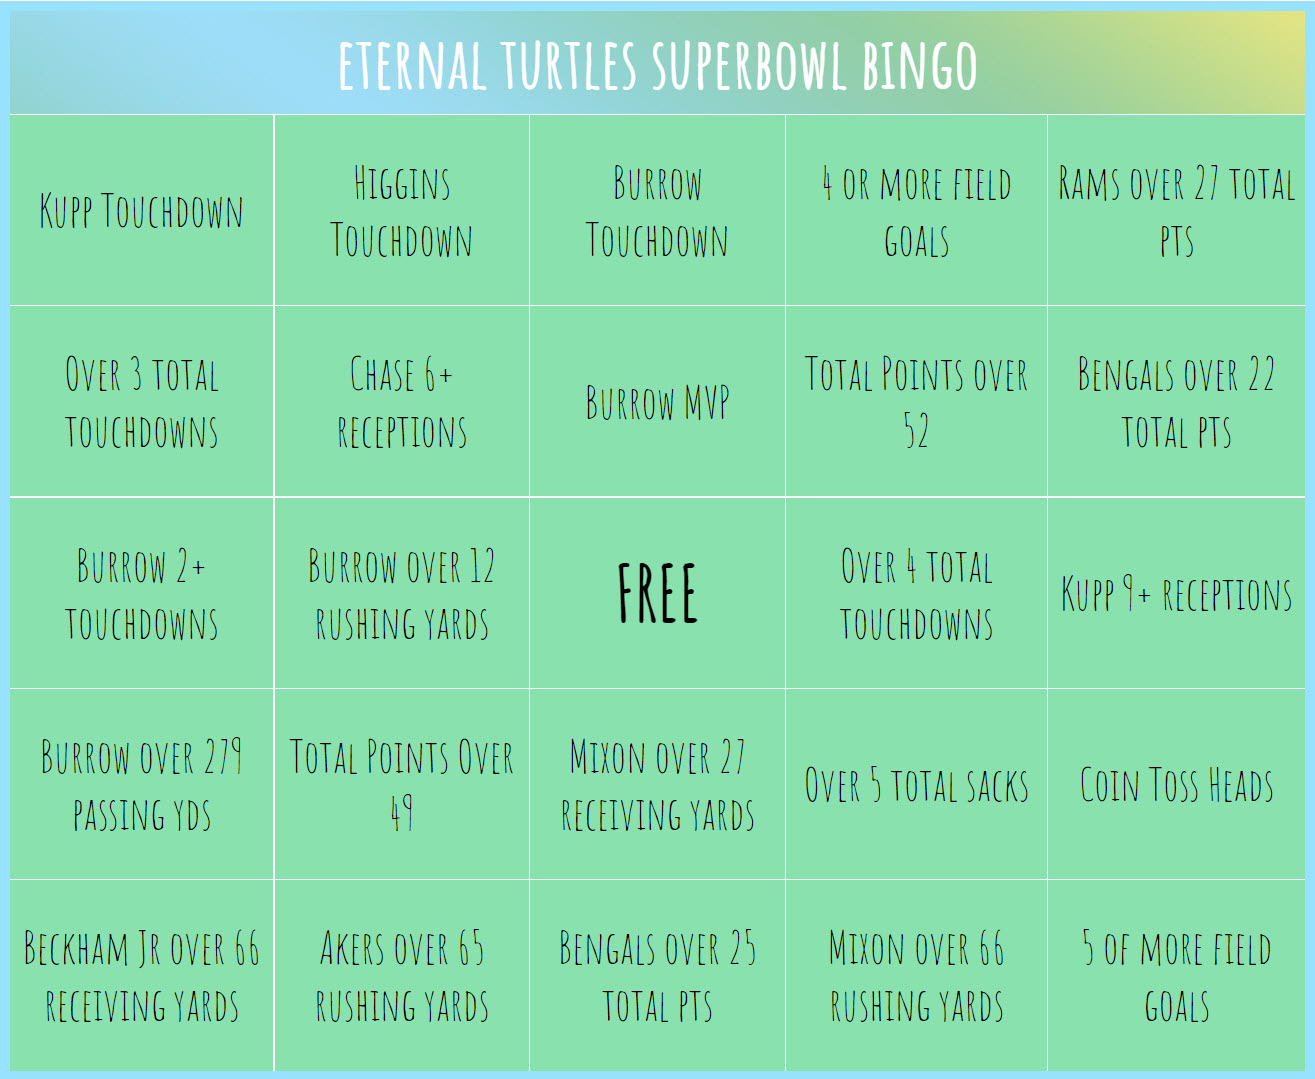 ETERNAL TURTLES SUPERBOWL BINGO
KUPP TOUCHDOWN
HIGGINS
TOUCHDOWN
BURROW
TOUCHDOWN
4 OR MORE FIELD
GOALS
RAMS OVER 27 TOTAL
PTS
OVER 3 TOTAL
TOUCHDOWNS
CHASE 6+
RECEPTIONS
BURROW MVP
TOTAL POINTS OVER
52
BENGALS OVER 22
TOTAL PTS
BURROW 2+
TOUCHDOWNS
BURROW OVER 12
RUSHING YARDS
FREE
OVER 4 TOTAL
TOUCHDOWNS
KUPP 9+ RECEPTIONS
BURROW OVER 279
PASSING YDS
TOTAL POINTS OVER
49
MIXON OVER 27
RECEIVING YARDS
OVER 5 TOTAL SACKS
COIN TOSS HEADS
BECKHAM JR OVER 66
RECEIVING YARDS
AKERS OVER 65
RUSHING YARDS
BENGALS OVER 25
TOTAL PTS
MIXON OVER 66
RUSHING YARDS
5 OF MORE FIELD
GOALS